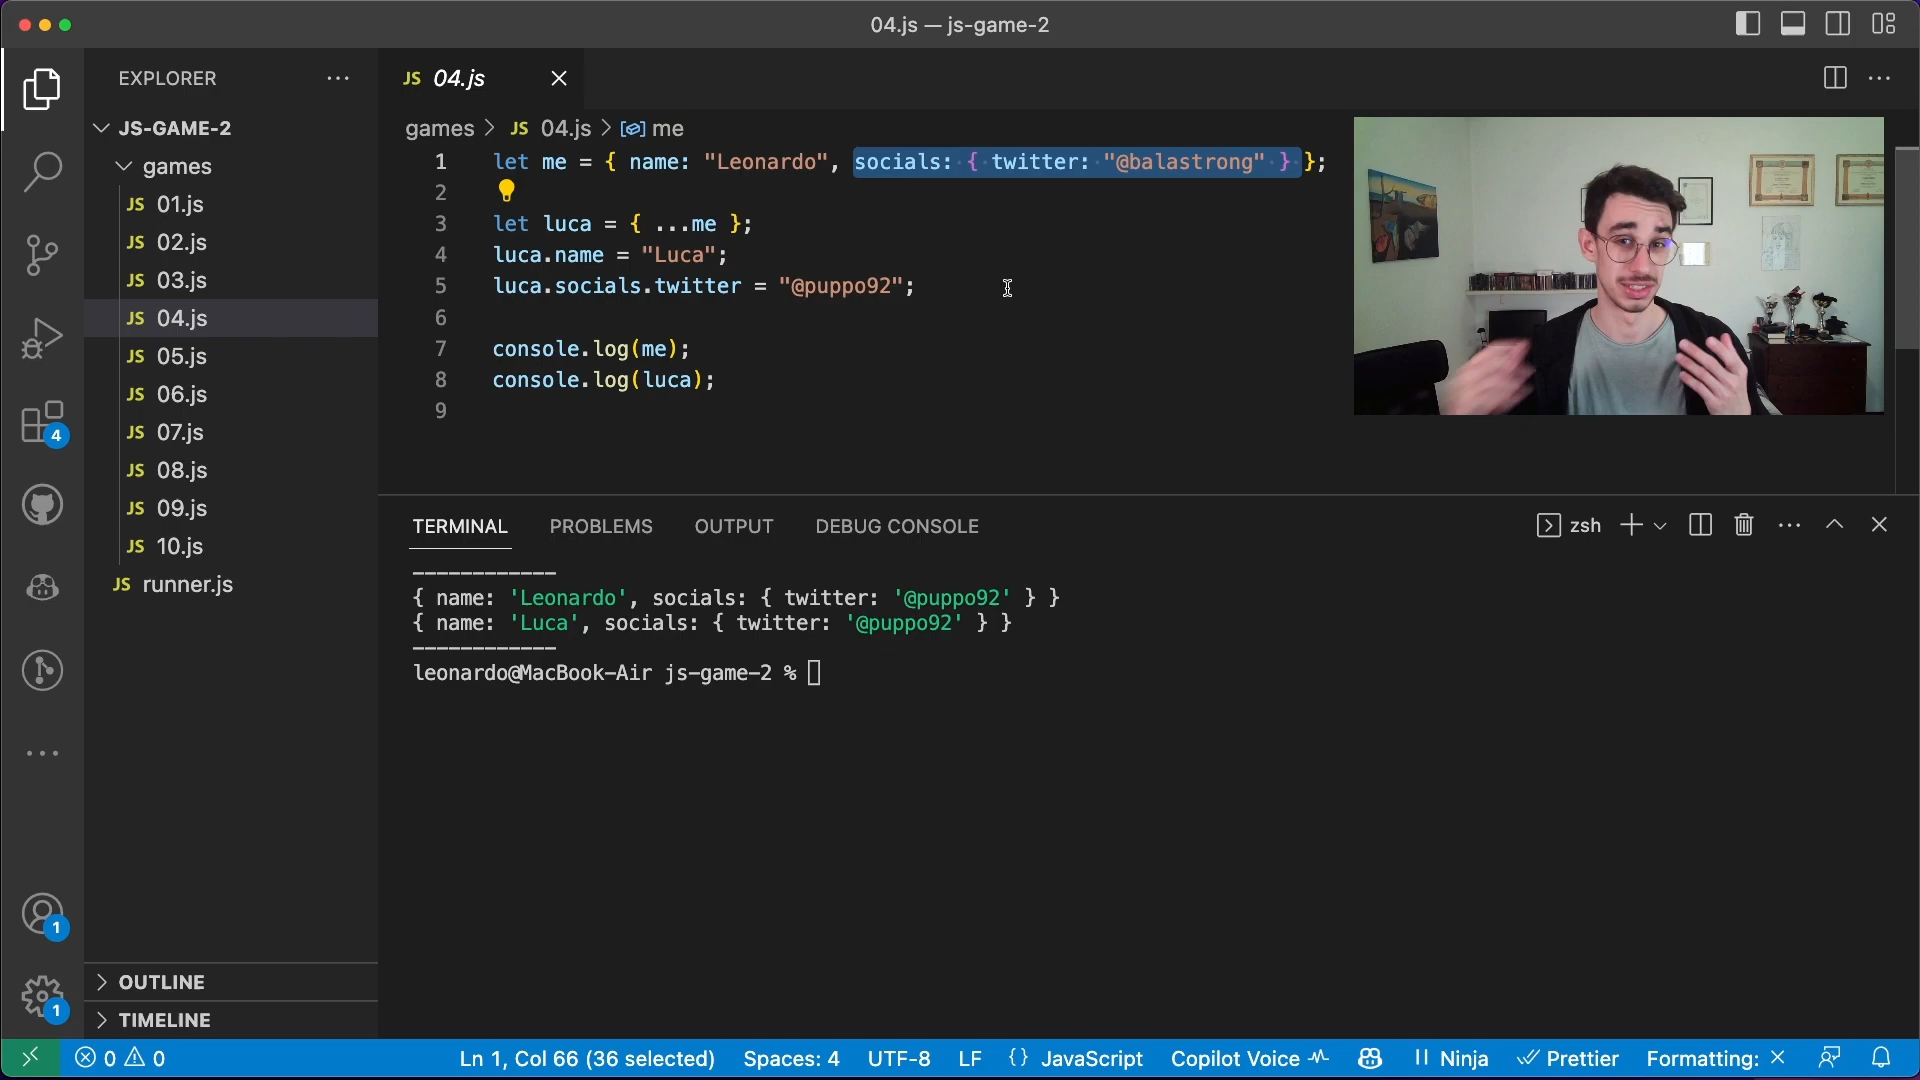 04.js — js-game-2
EXPLORER
JS-GAME-2
games
JS 01.js
JS 02.js
JS 03.js
JS 04.js
JS 05.js
JS 06.js
JS 07.js
JS 08.js
JS 09.js
JS 10.js
JS runner.js
OUTLINE
TIMELINE
4
1
1
JS 04.js
games > JS 04.js > me
1 let me = { name: "Leonardo", socials: { twitter: "@balastrong" } };
2
3 let luca = { ...me };
4 luca.name = "Luca";
5 luca.socials.twitter = "@puppo92";
6
7 console.log(me);
8 console.log(luca);
9
TERMINAL PROBLEMS OUTPUT DEBUG CONSOLE
zsh
------------
{ name: 'Leonardo', socials: { twitter: '@puppo92' } }
{ name: 'Luca', socials: { twitter: '@puppo92' } }
------------
leonardo@MacBook-Air js-game-2 %
0 0 Ln 1, Col 66 (36 selected) Spaces: 4 UTF-8 LF {} JavaScript Copilot Voice Ninja Prettier Formatting: ×